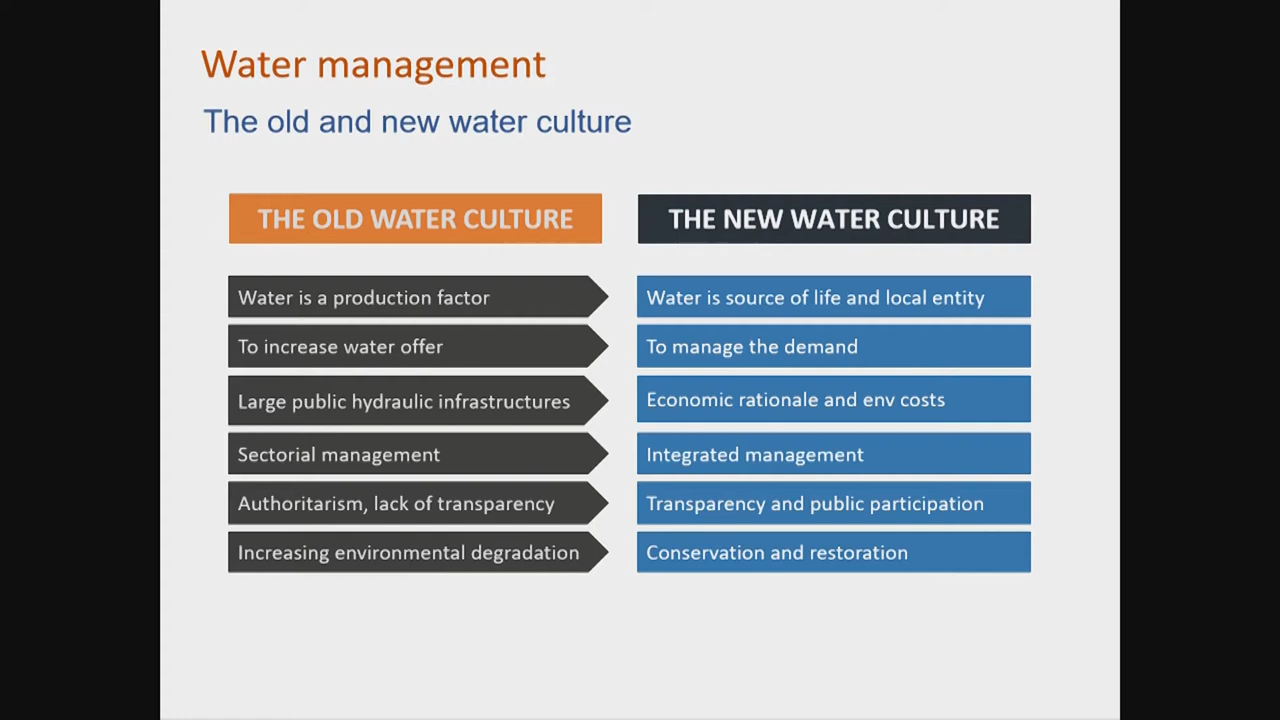 Water management
The old and new water culture
THE OLD WATER CULTURE
THE NEW WATER CULTURE
Water is a production factor
Water is source of life and local entity
To increase water offer
To manage the demand
Large public hydraulic infrastructures
Economic rationale and env costs
Sectorial management
Integrated management
Authoritarism, lack of transparency
Transparency and public participation
Increasing environmental degradation
Conservation and restoration